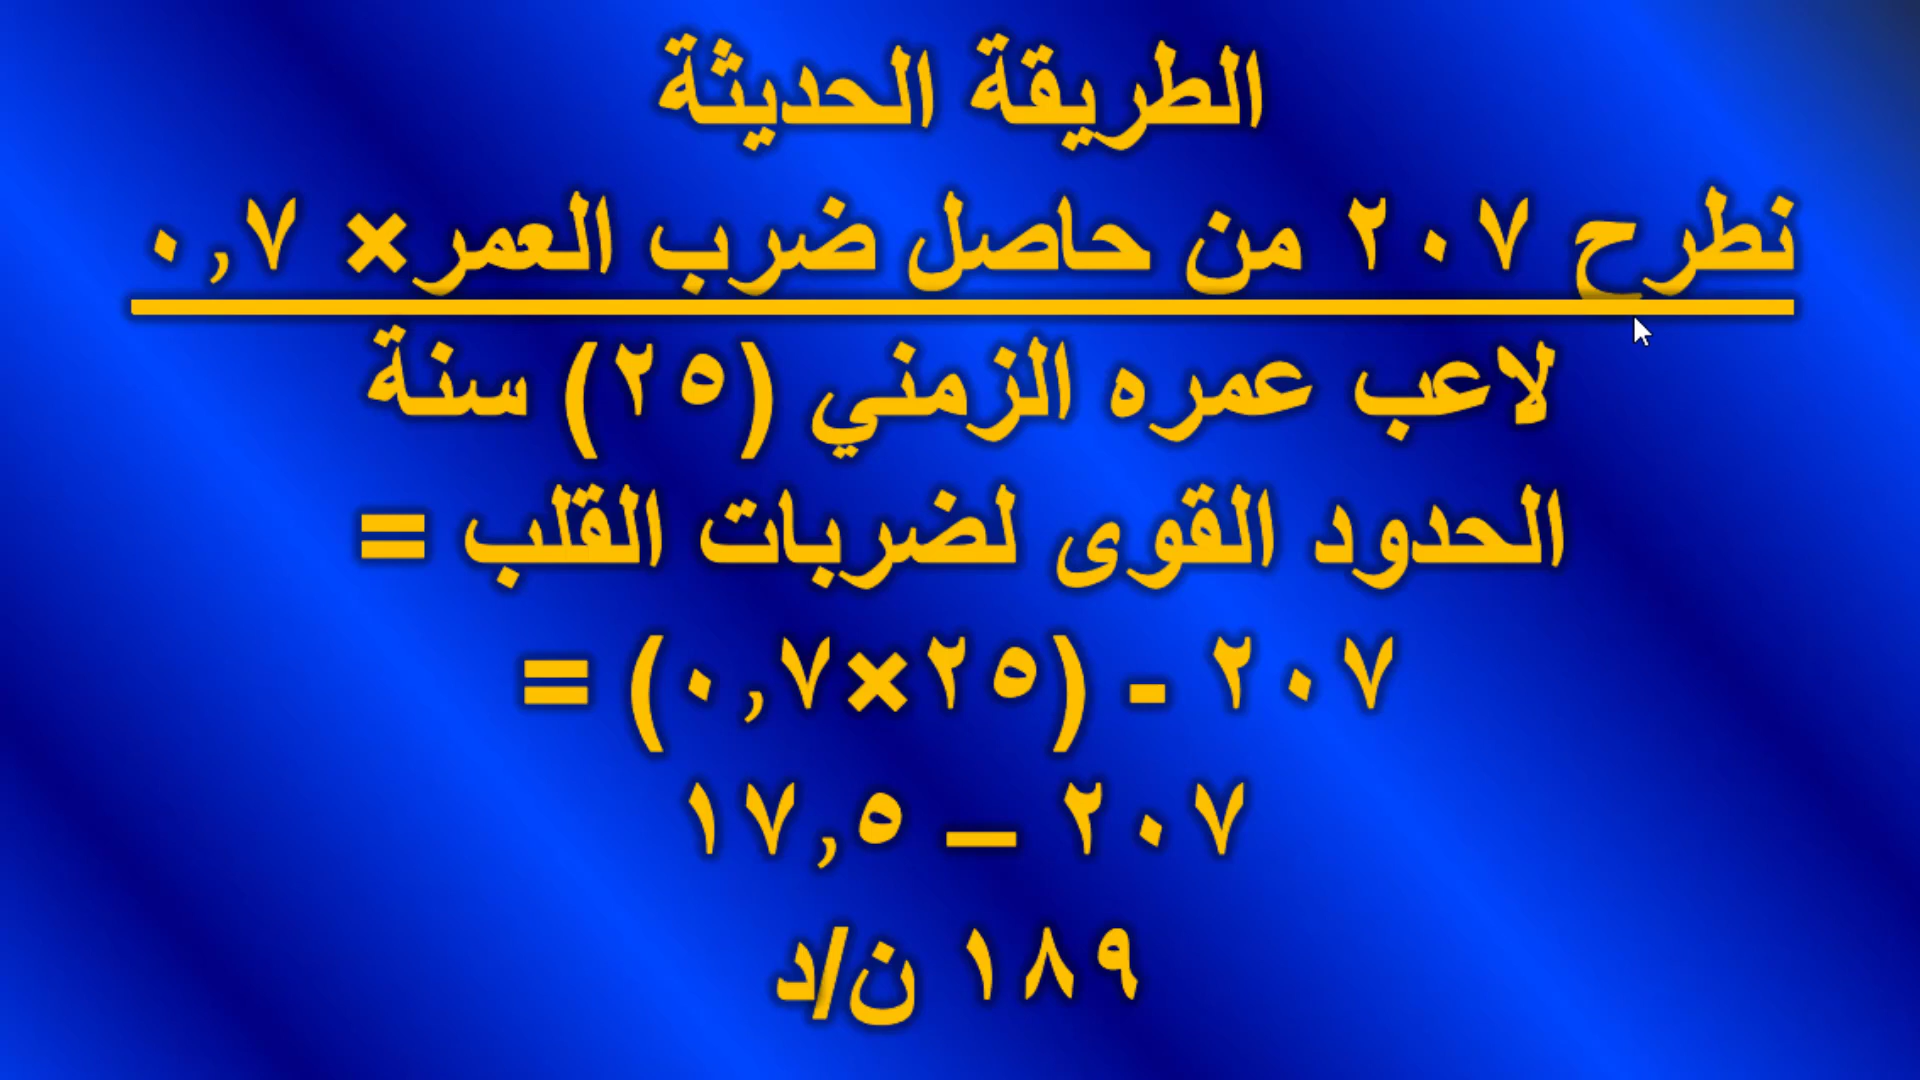 الطريقة الحديثة
نطرح ٢٠٧ من حاصل ضرب العمر× ٠,٧
لاعب عمره الزمني (٢٥) سنة
الحدود القوى لضربات القلب =
٢٠٧ - (٢٥×٠,٧) =
٢٠٧ – ١٧,٥
١٨٩ ن/د